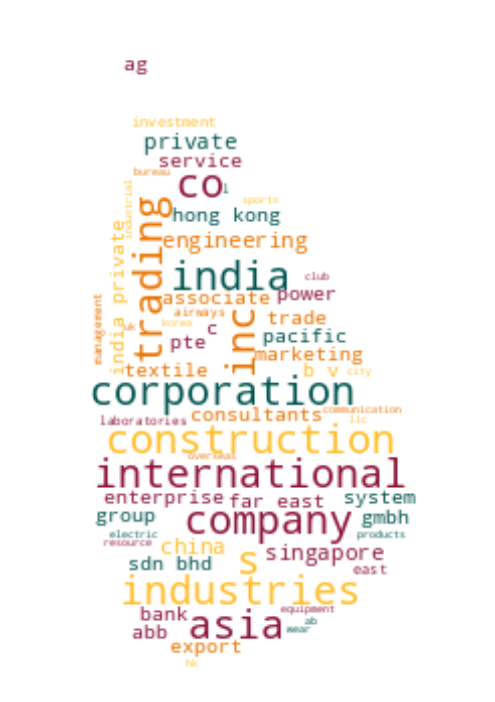 ag
investment
private
service
bureau
industrial
co
l
sports
trading
hong kong
india private
engineering
india
club
management
associate
power
airways
inc
trade
uk
korea
c
pacific
pte
marketing
textile
b v
city
corporation
communication
laboratories
consultants
llc
construction
overseas
international
enterprise
far east
system
group
company
gmbh
electric
products
resource
china
singapore
sdn bhd
s
east
industries
bank
equipment
abb
asia
ab
wear
export
hk